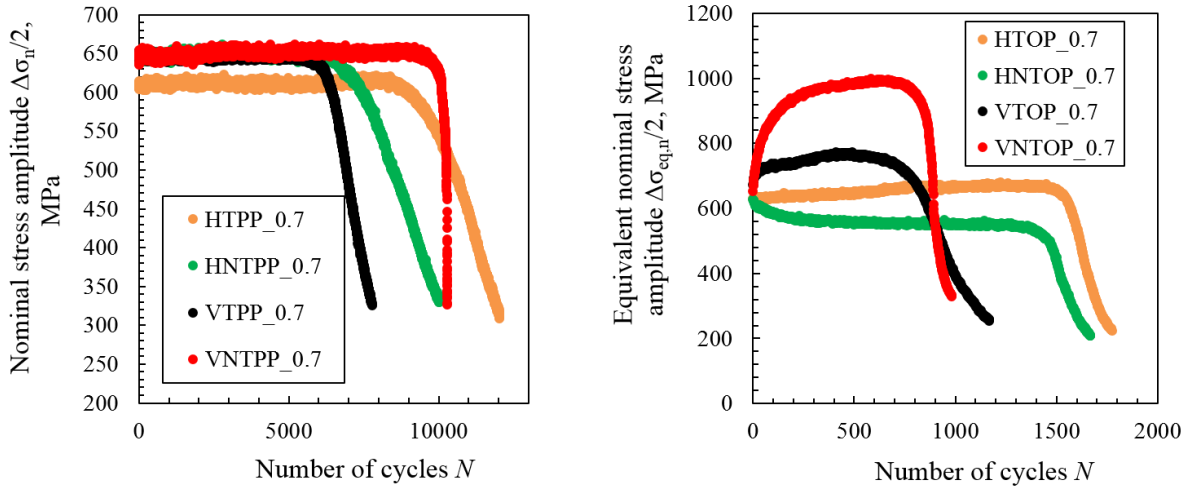 Nominal stress amplitude Δσn/2,
MPa
700
650
600
550
500
450
400
350
300
250
200
HTPP_0.7
HNTPP_0.7
VTPP_0.7
VNTPP_0.7
0
5000
10000
Number of cycles N
Equivalent nominal stress
amplitude Δσeq,n/2, MPa
1200
1000
800
600
400
200
0
HTOP_0.7
HNTOP_0.7
VTOP_0.7
VNTOP_0.7
0
500
1000
1500
2000
Number of cycles N